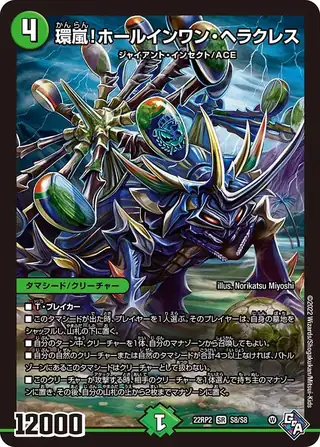 4
かん らん
環嵐!ホールインワン・ヘラクレス
ジャイアント・インセクト/ACE
illus. Norikatsu Miyoshi
タマシード/クリーチャー
■T・ブレイカー
■このタマシードが出た時、プレイヤーを1人選ぶ。そのプレイヤーは、自身の墓地を
シャッフルし、山札の下に置く。
■自分のターン中、クリーチャーを1体、自分のマナゾーンから召喚してもよい。
■自分の自然のクリーチャーまたは自然のタマシードが合計4つ以上なければ、バトル
ゾーンにあるこのタマシードはクリーチャーとして扱わない。
■このクリーチャーが攻撃する時、相手のクリーチャーを1体選んで持ち主のマナゾー
ンに置き、その後、自分の山札の上から2枚までマナゾーンに置く。
12000
1
22RP2 SR S8/S8
W
©2022 Wizards/Shogakukan/Mitsui-Kids